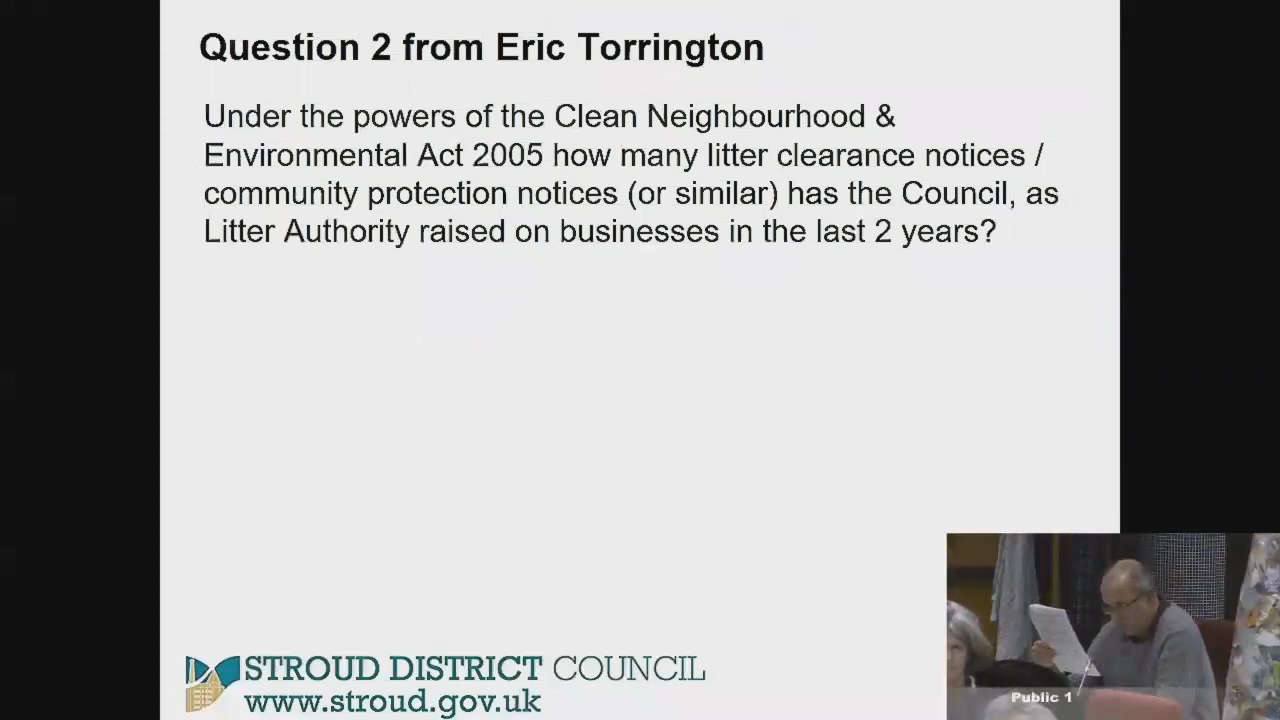 Question 2 from Eric Torrington
Under the powers of the Clean Neighbourhood &
Environmental Act 2005 how many litter clearance notices /
community protection notices (or similar) has the Council, as
Litter Authority raised on businesses in the last 2 years?
STROUD DISTRICT COUNCIL
www.stroud.gov.uk
Public 1